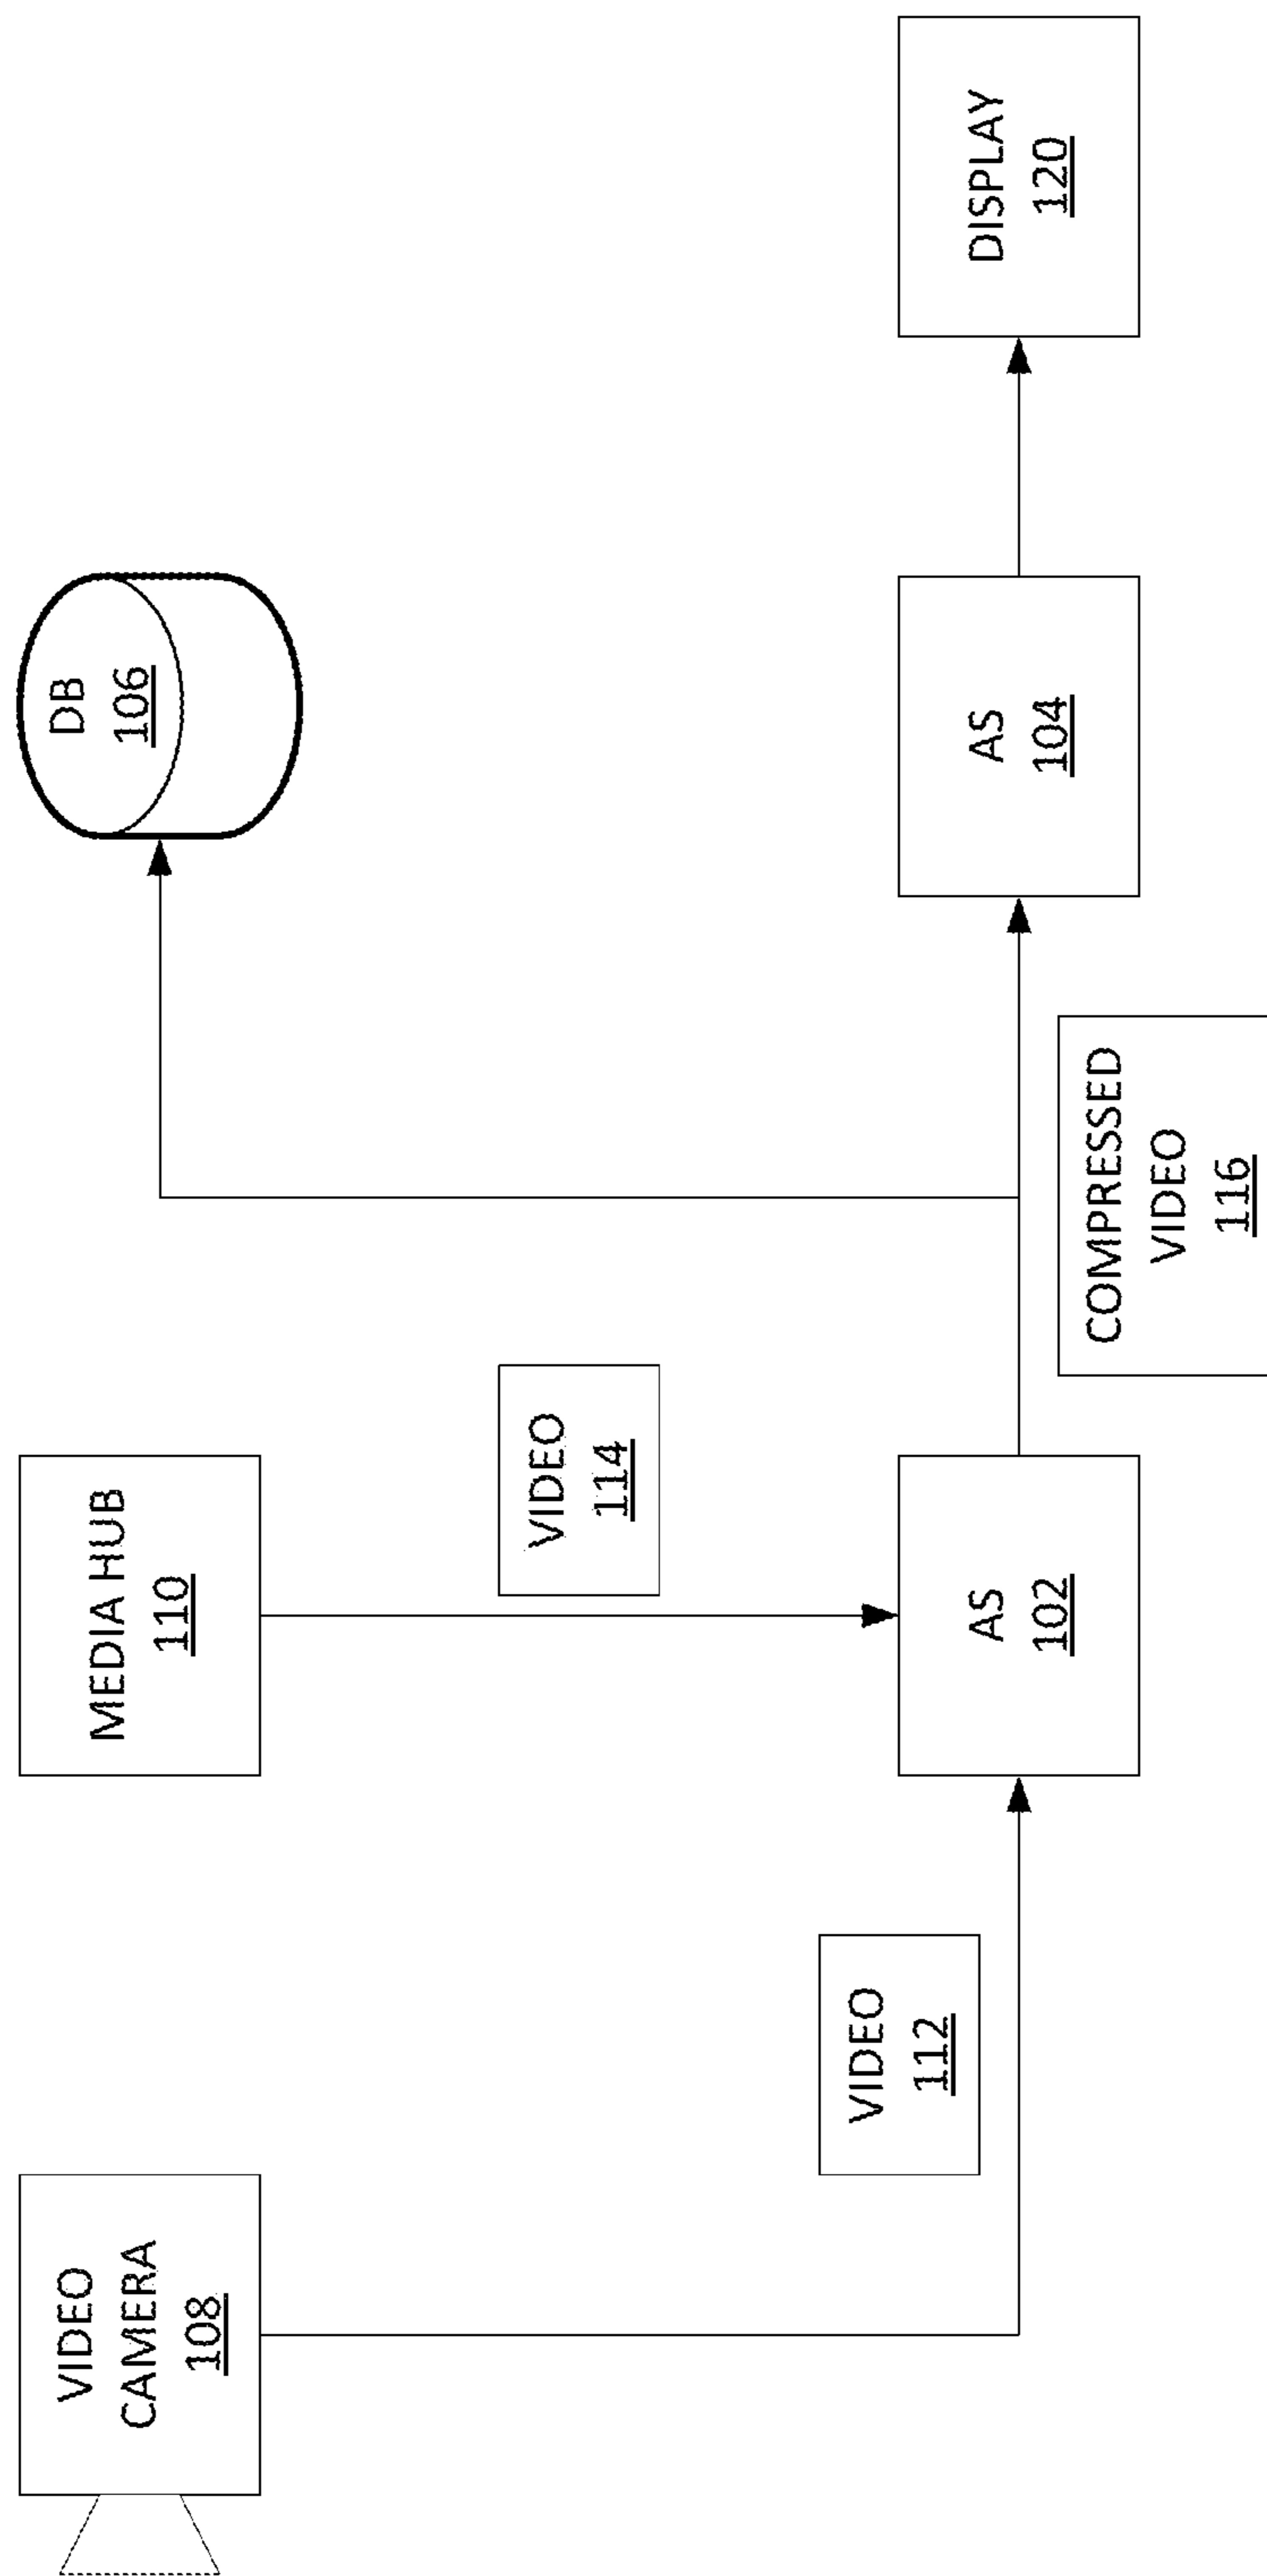 VIDEO
CAMERA
108
MEDIA HUB
110
DB
106
VIDEO
114
VIDEO
112
AS
102
AS
104
DISPLAY
120
COMPRESSED
VIDEO
116